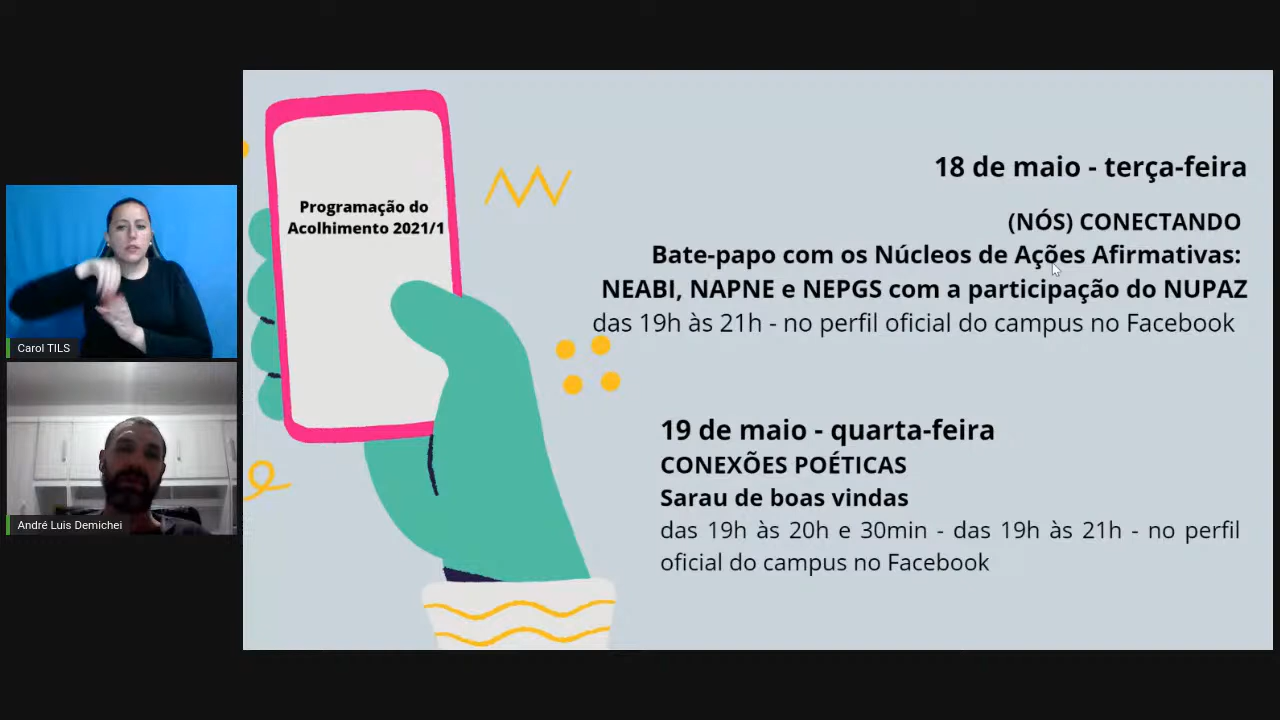 Programação do
Acolhimento 2021/1
18 de maio - terça-feira
(NÓS) CONECTANDO
Bate-papo com os Núcleos de Ações Afirmativas:
NEABI, NAPNE e NEPGS com a participação do NUPAZ
das 19h às 21h - no perfil oficial do campus no Facebook
19 de maio - quarta-feira
CONEXÕES POÉTICAS
Sarau de boas vindas
das 19h às 20h e 30min - das 19h às 21h - no perfil
oficial do campus no Facebook
Carol TILS
André Luis Demichei